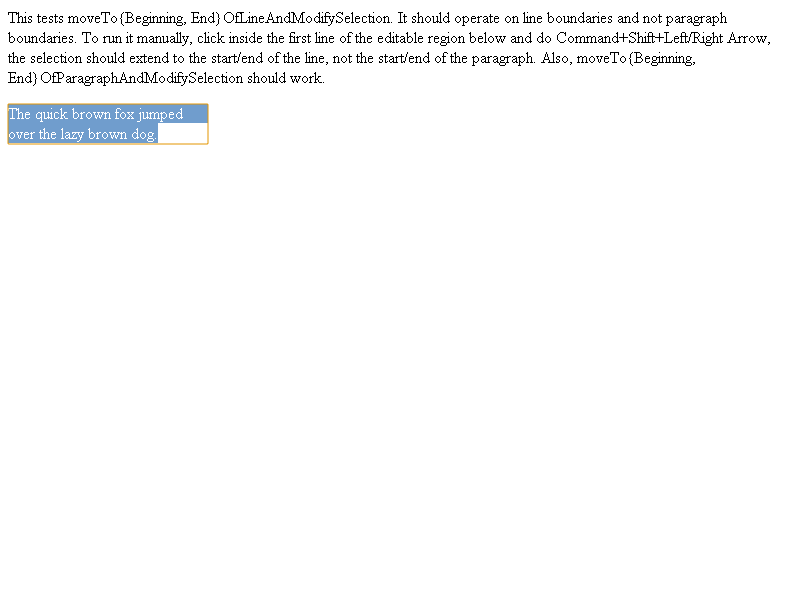 This tests moveTo{Beginning, End}OfLineAndModifySelection. It should operate on line boundaries and not paragraph
boundaries. To run it manually, click inside the first line of the editable region below and do Command+Shift+Left/Right Arrow,
the selection should extend to the start/end of the line, not the start/end of the paragraph. Also, moveTo{Beginning,
End}OfParagraphAndModifySelection should work.
The quick brown fox jumped
over the lazy brown dog.